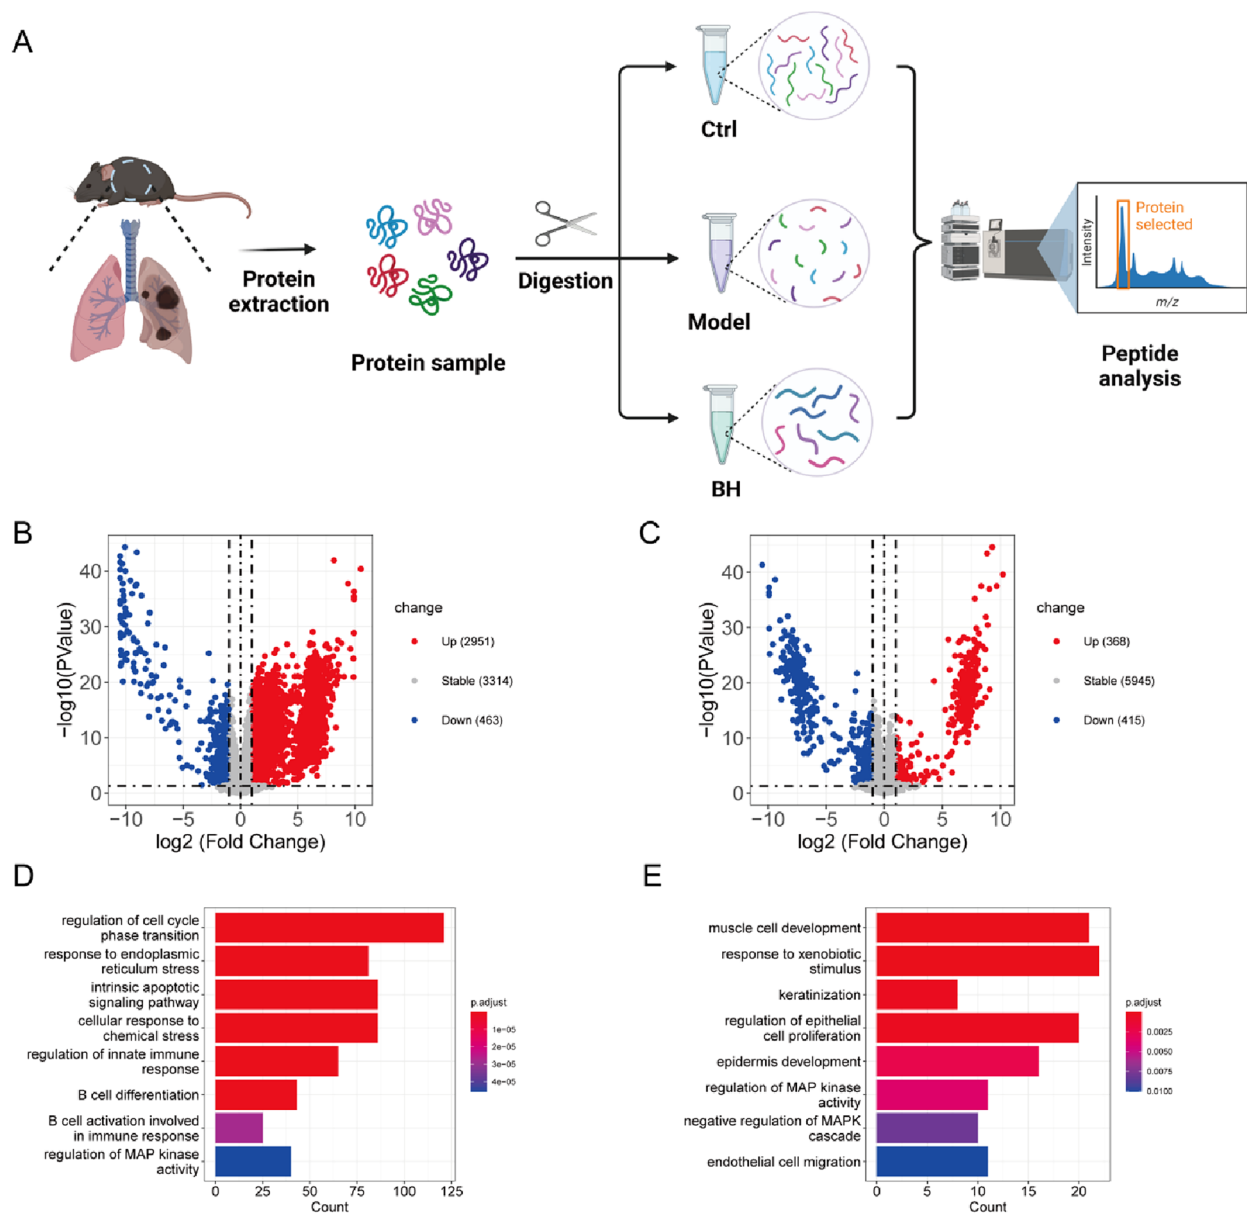 A
Ctrl
Protein
extraction
Protein sample
Digestion
Model
BH
Intensity
Protein
selected
m/z
Peptide
analysis
B
−log10(PValue)
40
30
20
10
0
−10
−5
0
5
10
log2 (Fold Change)
change
Up (2951)
Stable (3314)
Down (463)
C
−log10(PValue)
40
30
20
10
0
−10
−5
0
5
10
log2 (Fold Change)
change
Up (368)
Stable (5945)
Down (415)
D
regulation of cell cycle
phase transition
response to endoplasmic
reticulum stress
intrinsic apoptotic
signaling pathway
cellular response to
chemical stress
regulation of innate immune
response
B cell differentiation
B cell activation involved
in immune response
regulation of MAP kinase
activity
0
25
50
75
100
125
Count
p.adjust
1e−05
2e−05
3e−05
4e−05
E
muscle cell development
response to xenobiotic
stimulus
keratinization
regulation of epithelial
cell proliferation
epidermis development
regulation of MAP kinase
activity
negative regulation of MAPK
cascade
endothelial cell migration
0
5
10
15
20
Count
p.adjust
0.0025
0.0050
0.0075
0.0100